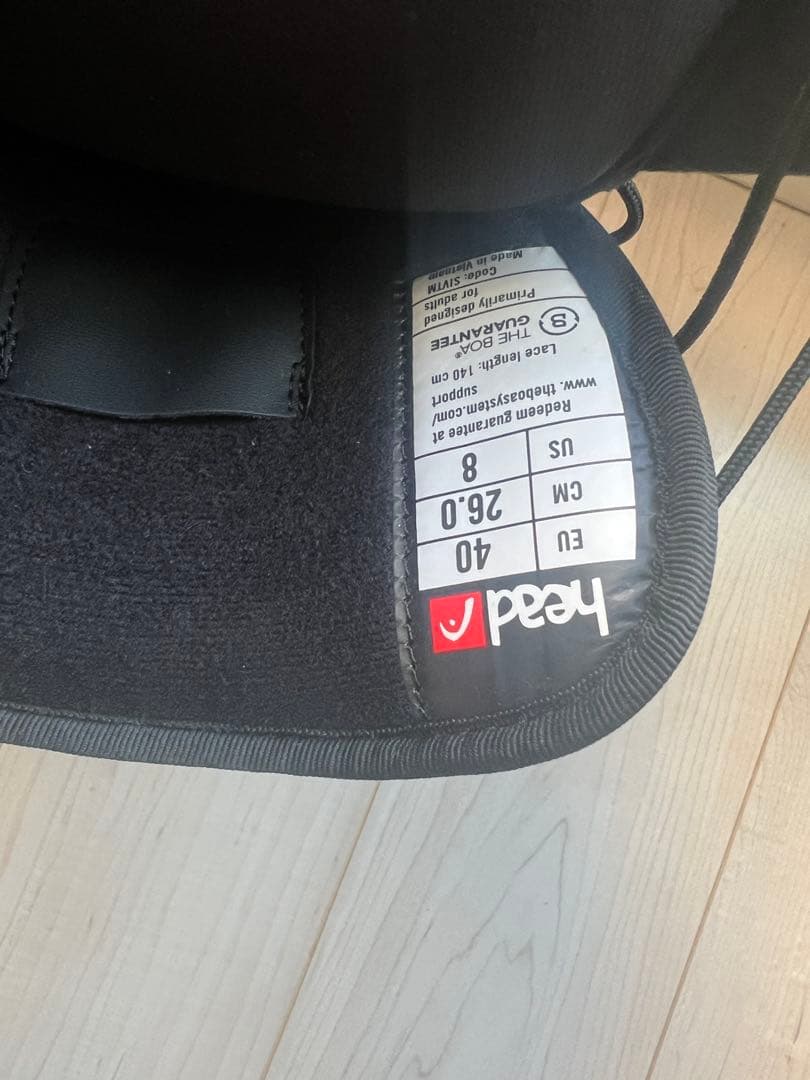 head
EU 40
CM 26.0
US 8
Redeem guarantee at
www.theboasystem.com/
support
Lace length: 140 cm
THE BOA®
GUARANTEE
Primarily designed
for adults
Code: SIVTM
Made in Vietnam